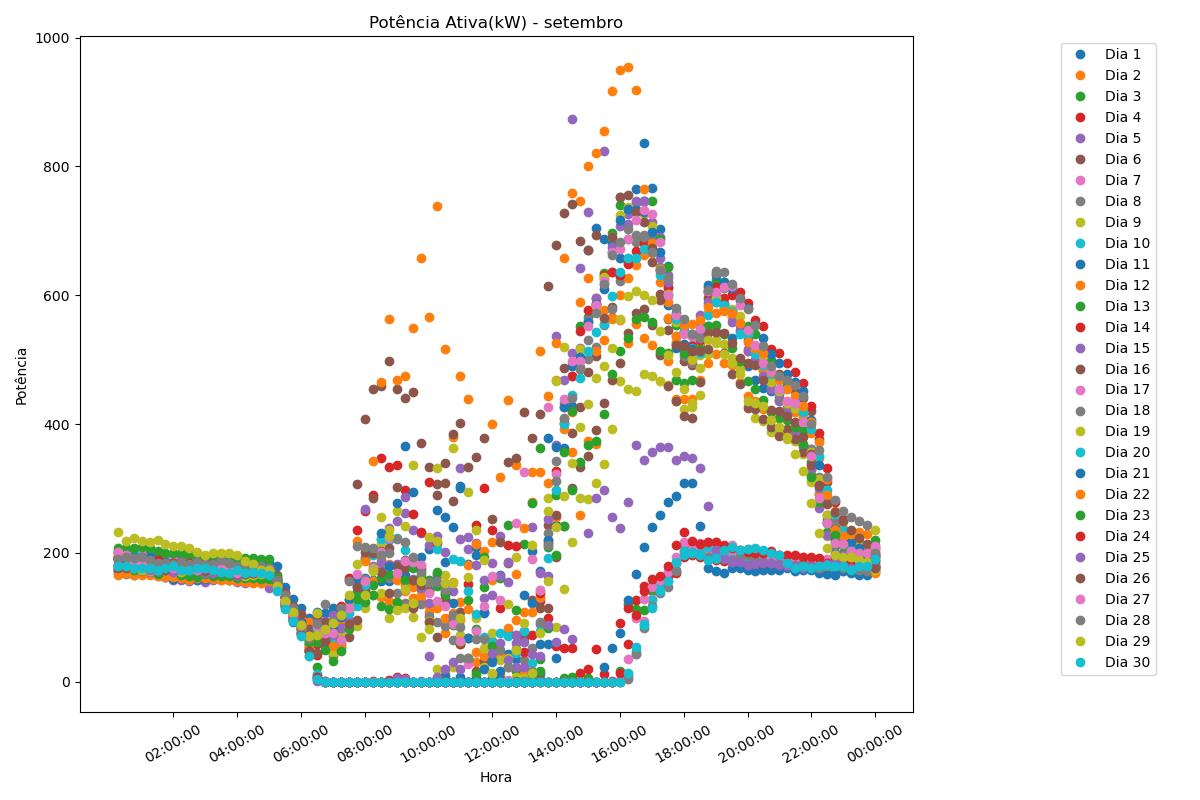 Potência Ativa(kW) - setembro
Potência
1000
800
600
400
200
0
02:00:00
04:00:00
06:00:00
08:00:00
10:00:00
12:00:00
14:00:00
16:00:00
18:00:00
20:00:00
22:00:00
00:00:00
Hora
Dia 1
Dia 2
Dia 3
Dia 4
Dia 5
Dia 6
Dia 7
Dia 8
Dia 9
Dia 10
Dia 11
Dia 12
Dia 13
Dia 14
Dia 15
Dia 16
Dia 17
Dia 18
Dia 19
Dia 20
Dia 21
Dia 22
Dia 23
Dia 24
Dia 25
Dia 26
Dia 27
Dia 28
Dia 29
Dia 30